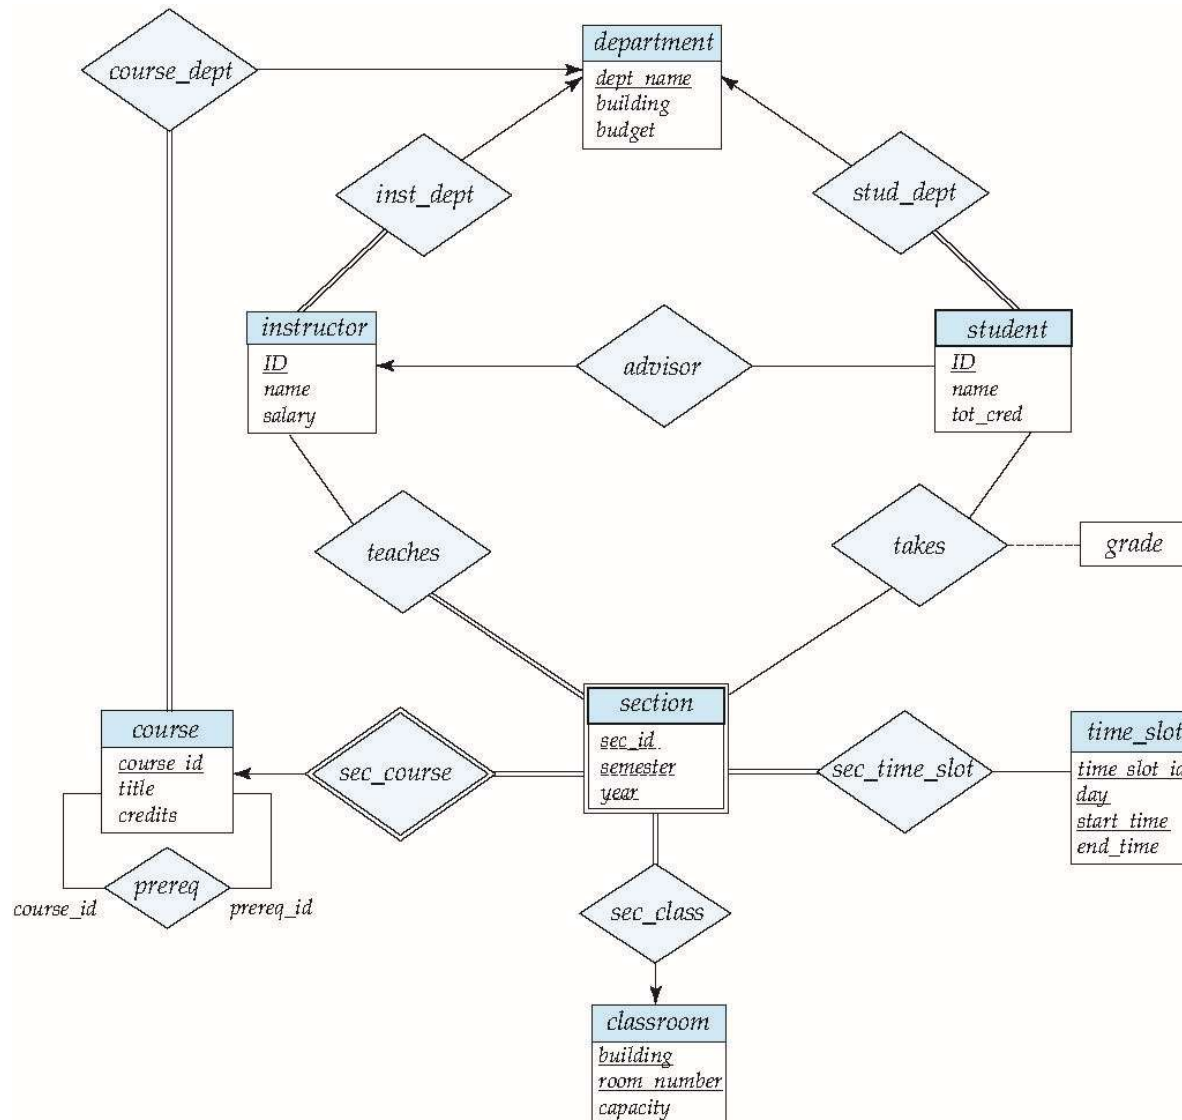 department
course_dept
dept_name
building
budget
inst_dept
stud_dept
instructor
ID
name
salary
advisor
student
ID
name
tot_cred
teaches
takes
grade
section
sec_id
semester
year
course
course_id
title
credits
sec_course
sec_time_slot
time_slot
time_slot_id
day
start_time
end_time
prereq
course_id
prereq_id
sec_class
classroom
building
room_number
capacity